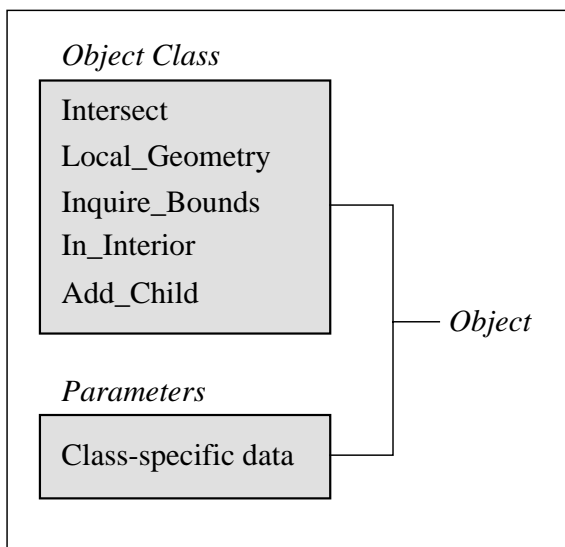 Object Class
Intersect
Local_Geometry
Inquire_Bounds
In_Interior
Add_Child
Object
Parameters
Class-specific data